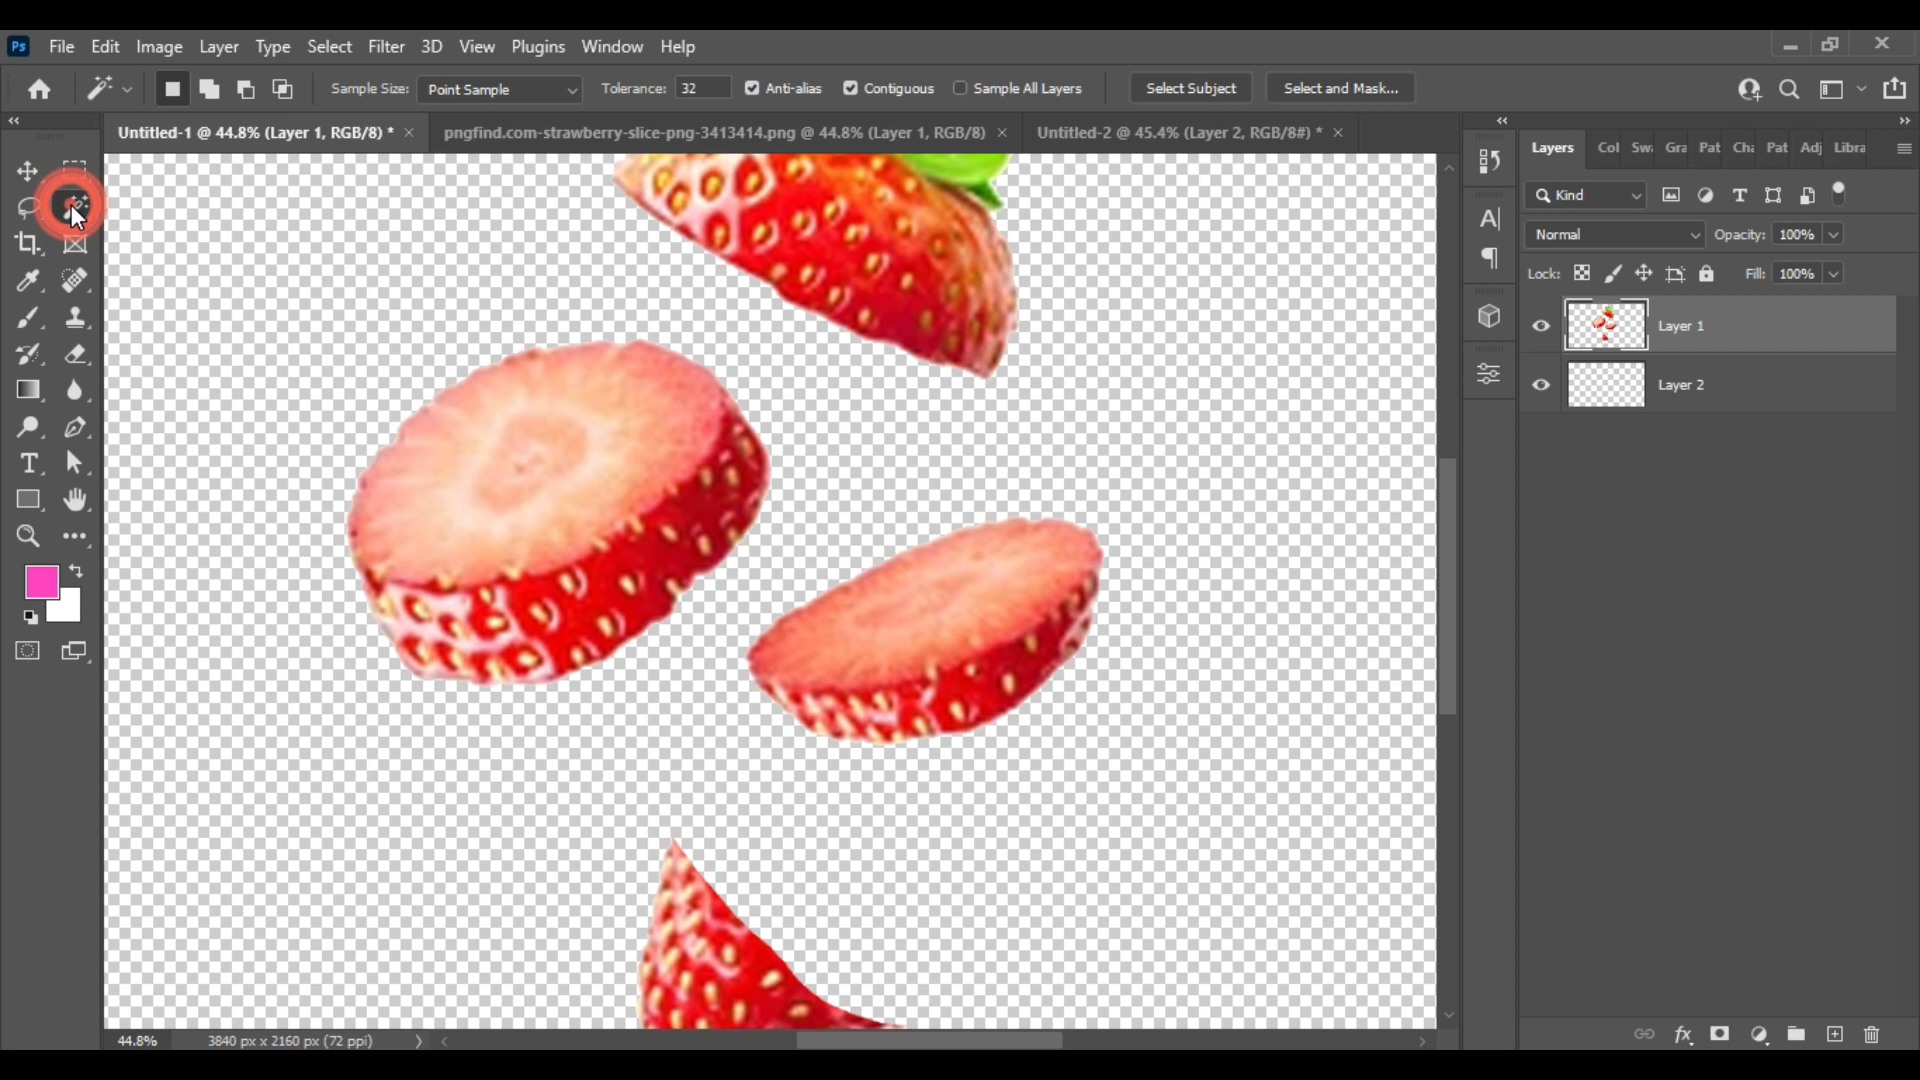 Ps File Edit Image Layer Type Select Filter 3D View Plugins Window Help
Sample Size: Point Sample Tolerance: 32 Anti-alias Contiguous Sample All Layers Select Subject Select and Mask...
Untitled-1 @ 44.8% (Layer 1, RGB/8) * × pngfind.com-strawberry-slice-png-3413414.png @ 44.8% (Layer 1, RGB/8) × Untitled-2 @ 45.4% (Layer 2, RGB/8#) * ×
Layers Col Swa Gra Pat Cha Pat Adj Libra
Kind
Normal Opacity: 100%
Lock: Fill: 100%
Layer 1
Layer 2
44.8% 3840 px x 2160 px (72 ppi)